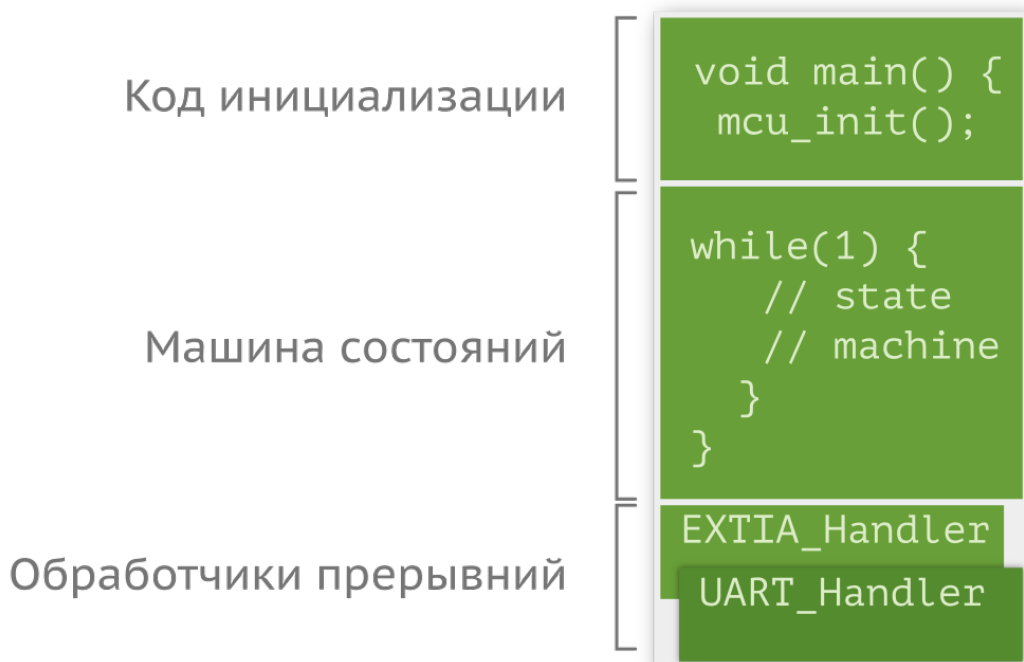 Код инициализации
void main() {
mcu_init();
Машина состояний
while(1) {
// state
// machine
}
}
Обработчики прерывний
EXTIA_Handler
UART_Handler